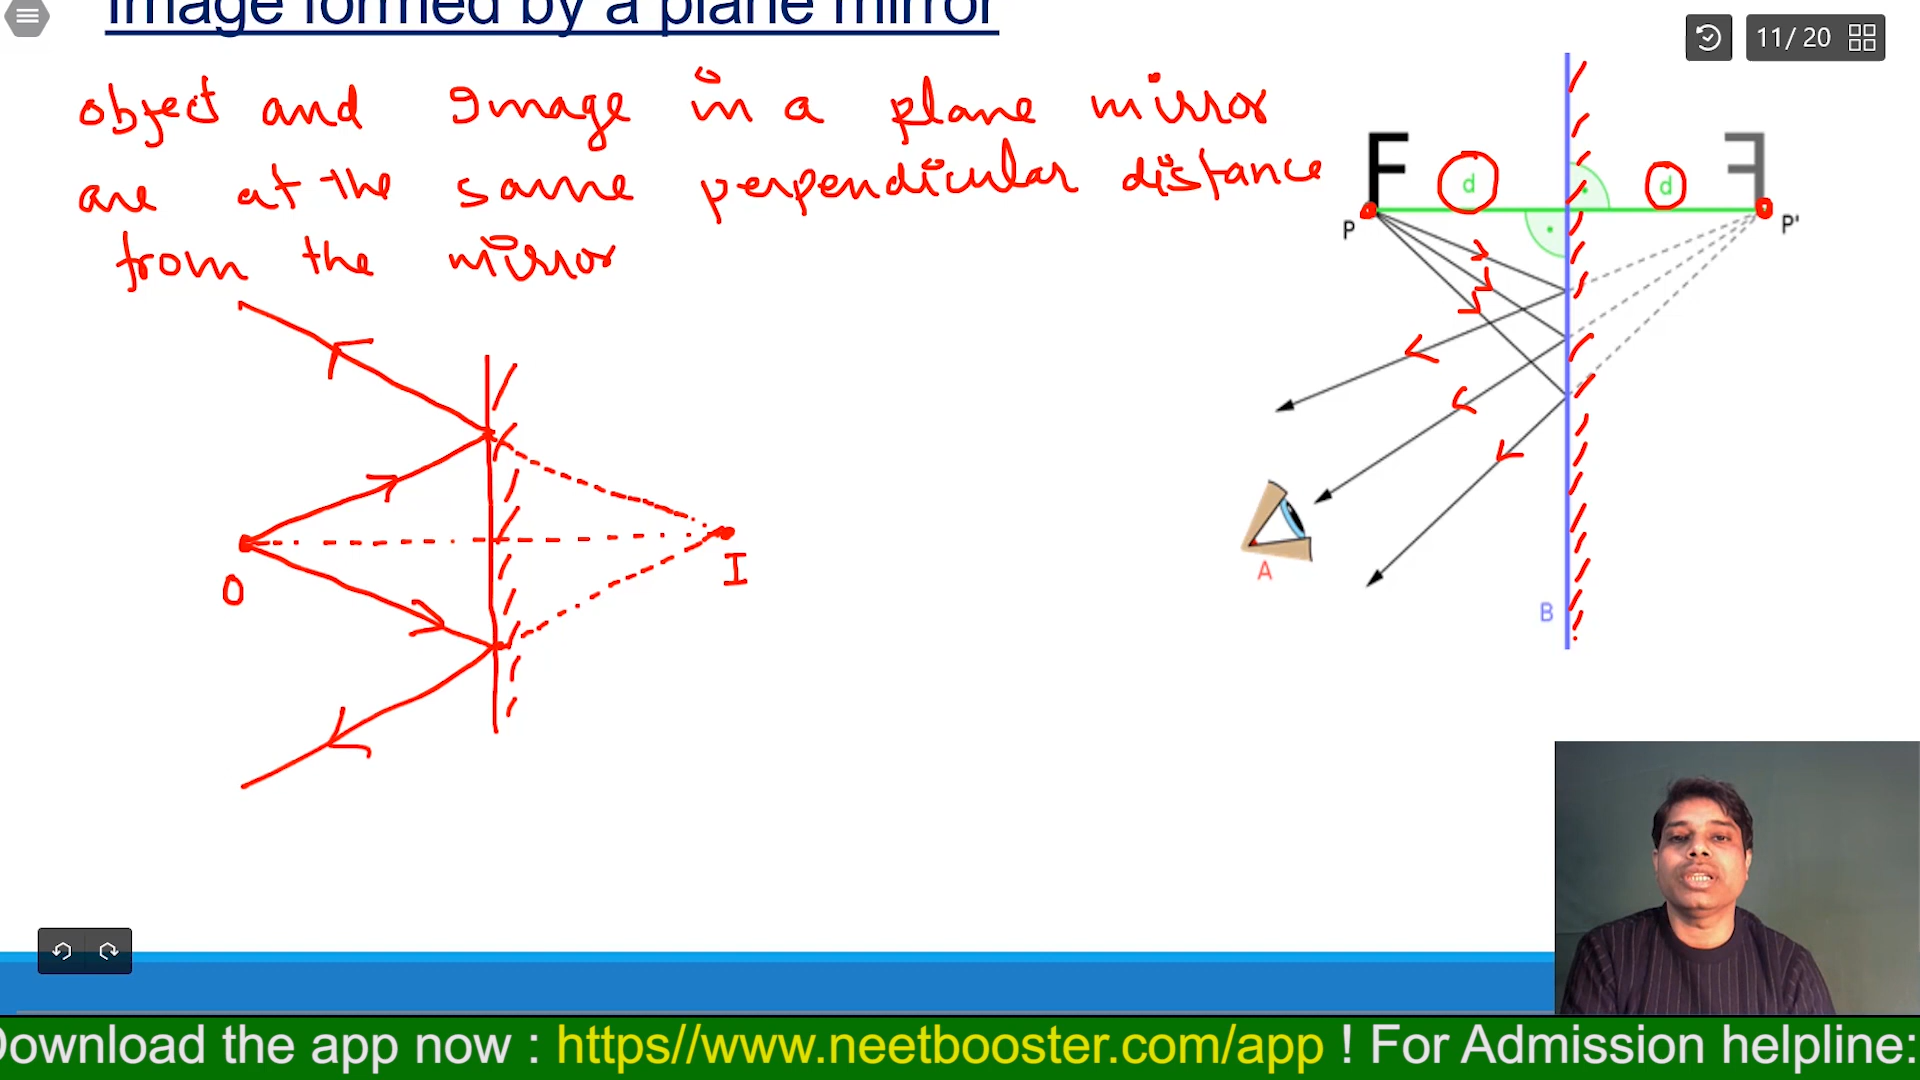 Image formed by a plane mirror
11/ 20
object and Image in a plane mirror
are at the same perpendicular distance
from the mirror
F d d F
P P'
O I
A
B
Download the app now : https//www.neetbooster.com/app ! For Admission helpline: